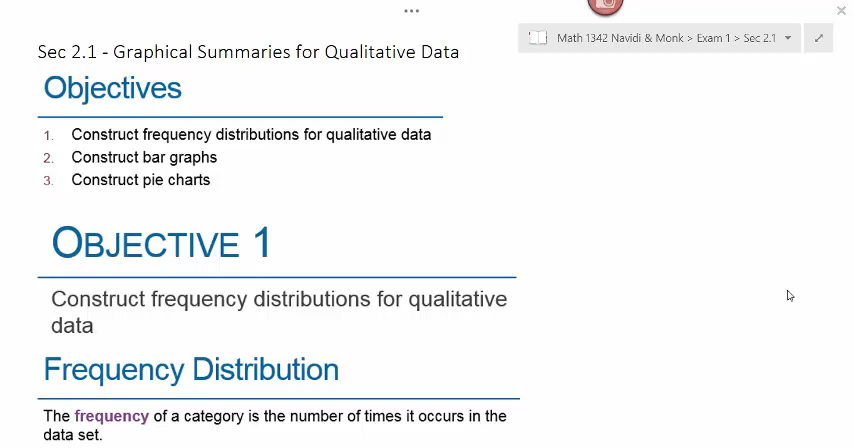 Math 1342 Navidi & Monk > Exam 1 > Sec 2.1
Sec 2.1 - Graphical Summaries for Qualitative Data
Objectives
1. Construct frequency distributions for qualitative data
2. Construct bar graphs
3. Construct pie charts
OBJECTIVE 1
Construct frequency distributions for qualitative
data
Frequency Distribution
The frequency of a category is the number of times it occurs in the
data set.